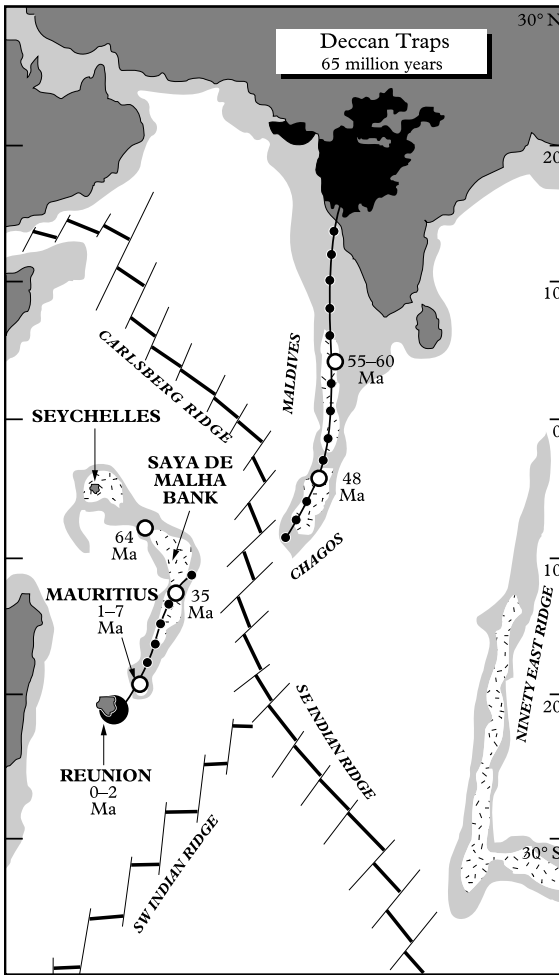 30° N
Deccan Traps
65 million years
20
10
CARLSBERG RIDGE
MALDIVES
55–60
Ma
0
SEYCHELLES
SAYA DE
MALHA
BANK
48
Ma
64
Ma
CHAGOS
10
MAURITIUS
1–7
Ma
35
Ma
NINETY EAST RIDGE
20
SE INDIAN RIDGE
REUNION
0–2
Ma
SW INDIAN RIDGE
30° S